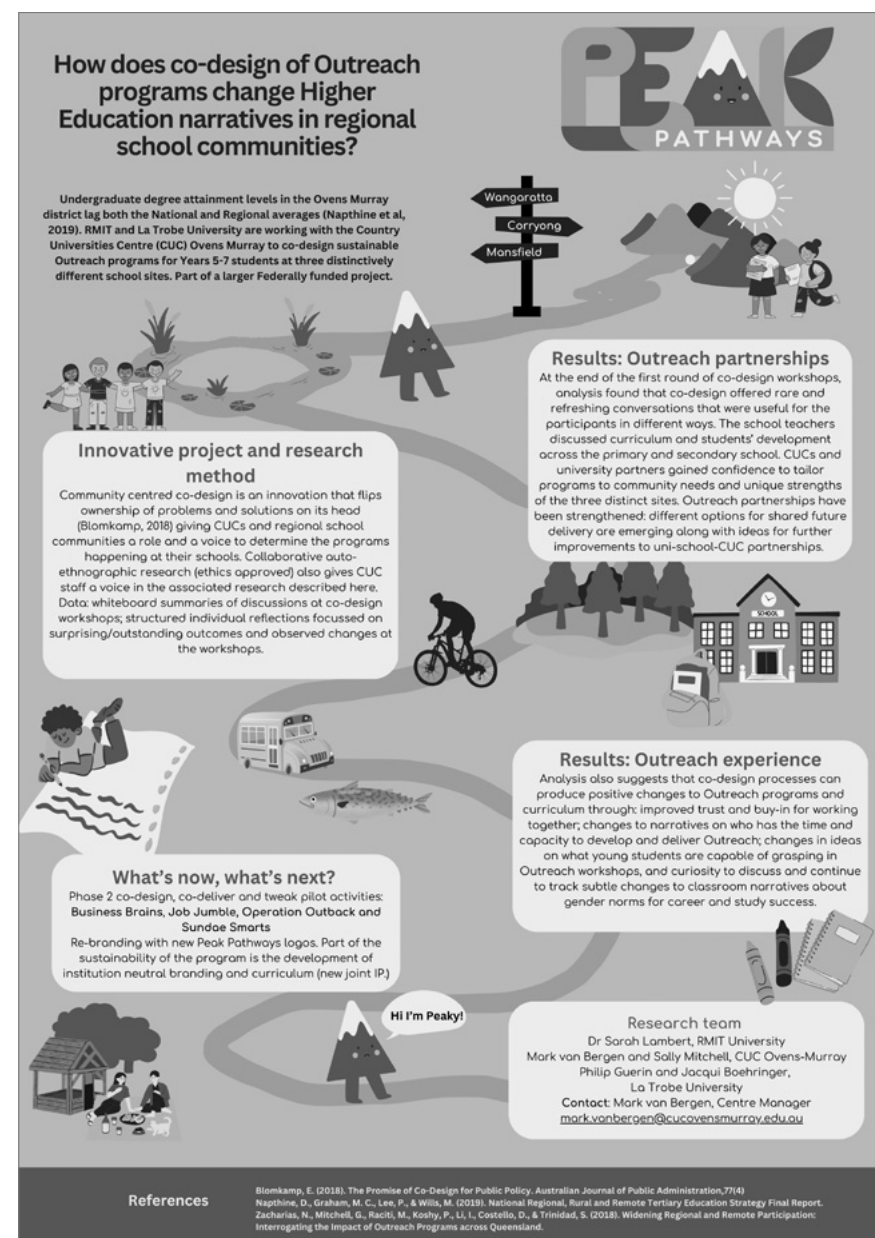 How does co-design of Outreach
programs change Higher
Education narratives in regional
school communities?
PEAK
PATHWAYS
Undergraduate degree attainment levels in the Ovens Murray
district lag both the National and Regional averages (Napthine et al,
2019). RMIT and La Trobe University are working with the Country
Universities Centre (CUC) Ovens Murray to co-design sustainable
Outreach programs for Years 5-7 students at three distinctively
different school sites. Part of a larger Federally funded project.
Wangaratta
Corryong
Mansfield
Results: Outreach partnerships
At the end of the first round of co-design workshops,
analysis found that co-design offered rare and
refreshing conversations that were useful for the
participants in different ways. The school teachers
discussed curriculum and students' development
across the primary and secondary school. CUCs and
university partners gained confidence to tailor
programs to community needs and unique strengths
of the three distinct sites. Outreach partnerships have
been strengthened: different options for shared future
delivery are emerging along with ideas for further
improvements to uni-school-CUC partnerships.
Innovative project and research
method
Community centred co-design is an innovation that flips
ownership of problems and solutions on its head
(Blomkamp, 2018) giving CUCs and regional school
communities a role and a voice to determine the programs
happening at their schools. Collaborative auto-
ethnographic research (ethics approved) also gives CUC
staff a voice in the associated research described here.
Data: whiteboard summaries of discussions at co-design
workshops; structured individual reflections focussed on
surprising/outstanding outcomes and observed changes at
the workshops.
SCHOOL
Results: Outreach experience
Analysis also suggests that co-design processes can
produce positive changes to Outreach programs and
curriculum through: improved trust and buy-in for working
together; changes to narratives on who has the time and
capacity to develop and deliver Outreach; changes in ideas
on what young students are capable of grasping in
Outreach workshops, and curiosity to discuss and continue
to track subtle changes to classroom narratives about
gender norms for career and study success.
What's now, what's next?
Phase 2 co-design, co-deliver and tweak pilot activities:
Business Brains, Job Jumble, Operation Outback and
Sundae Smarts
Re-branding with new Peak Pathways logos. Part of the
sustainability of the program is the development of
institution neutral branding and curriculum (new joint IP.)
Hi I'm Peaky!
Research team
Dr Sarah Lambert, RMIT University
Mark van Bergen and Sally Mitchell, CUC Ovens-Murray
Philip Guerin and Jacqui Boehringer,
La Trobe University
Contact: Mark van Bergen, Centre Manager
mark.vanbergen@cucovensmurray.edu.au
References
Blomkamp, E. (2018). The Promise of Co-Design for Public Policy. Australian Journal of Public Administration,77(4)
Napthine, D., Graham, M. C., Lee, P., & Wills, M. (2019). National Regional, Rural and Remote Tertiary Education Strategy Final Report.
Zacharias, N., Mitchell, G., Raciti, M., Koshy, P., Li, I., Costello, D., & Trinidad, S. (2018). Widening Regional and Remote Participation:
Interrogating the Impact of Outreach Programs across Queensland.